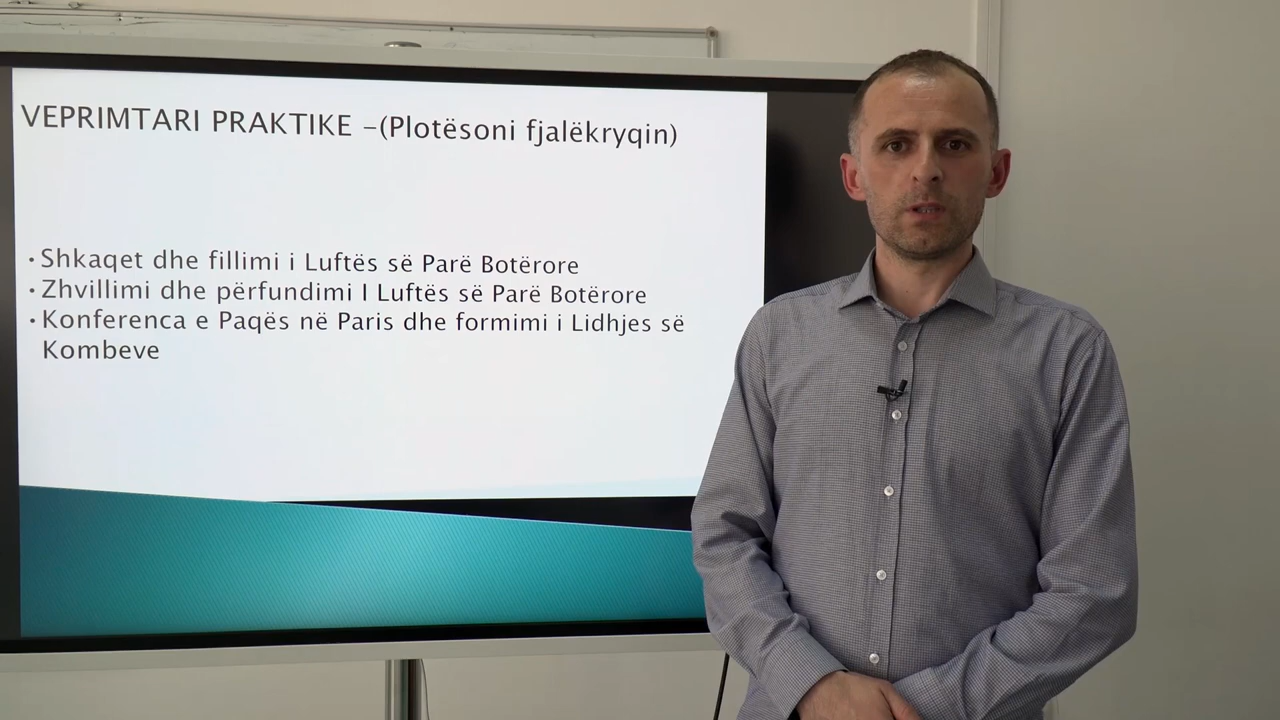 VEPRIMTARI PRAKTIKE -(Plotësoni fjalëkryqin)
• Shkaqet dhe fillimi i Luftës së Parë Botërore
• Zhvillimi dhe përfundimi I Luftës së Parë Botërore
• Konferenca e Paqës në Paris dhe formimi i Lidhjes së
Kombeve